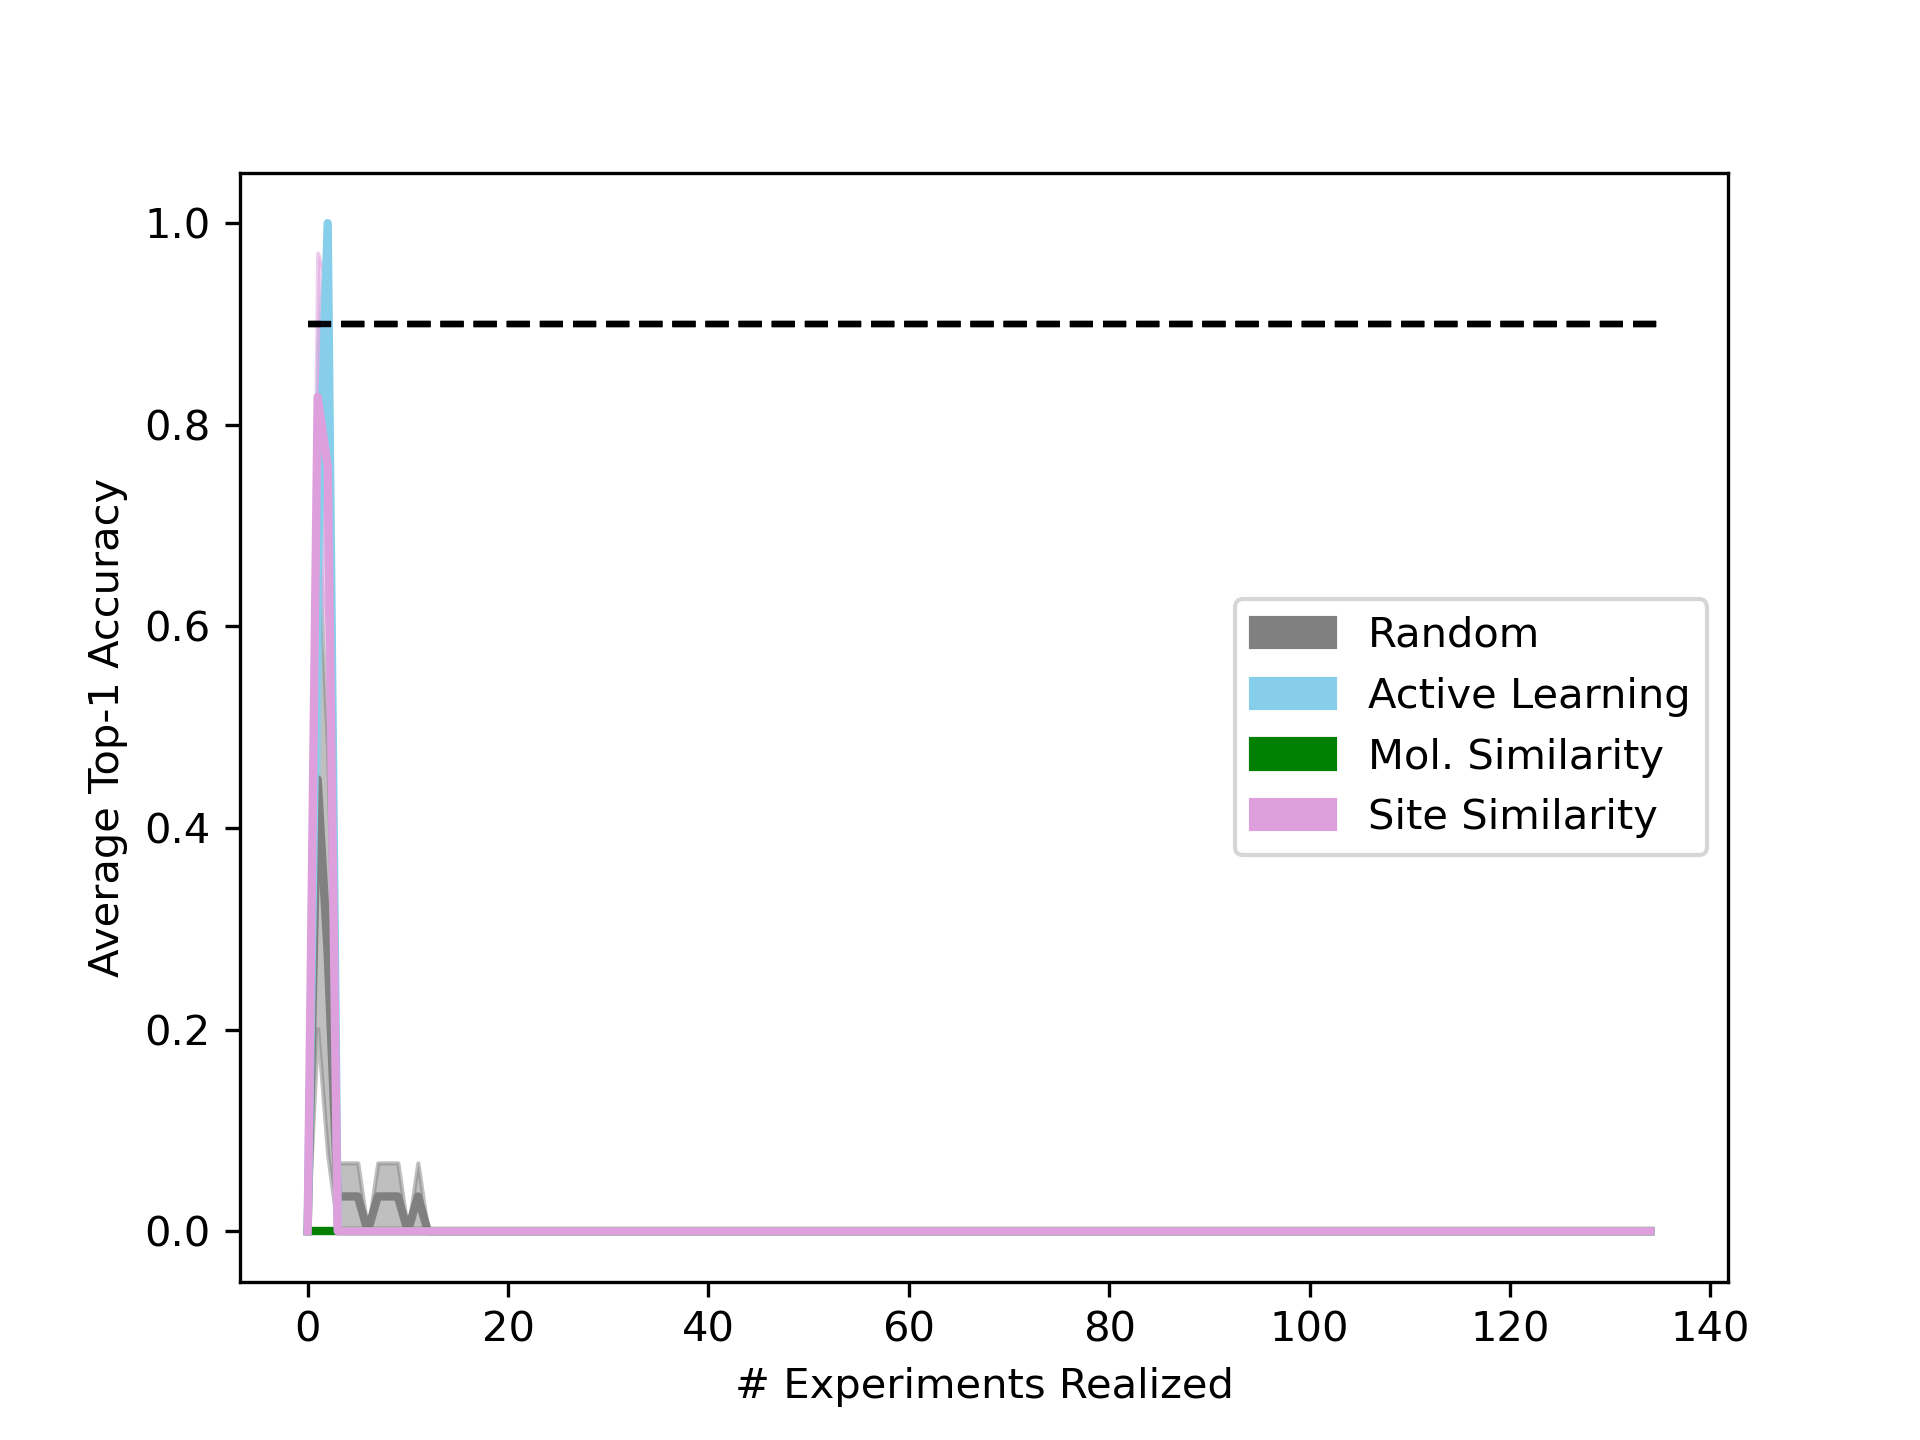 1.0
0.8
0.6
0.4
0.2
0.0
Average Top-1 Accuracy
Random
Active Learning
Mol. Similarity
Site Similarity
0 20 40 60 80 100 120 140
# Experiments Realized